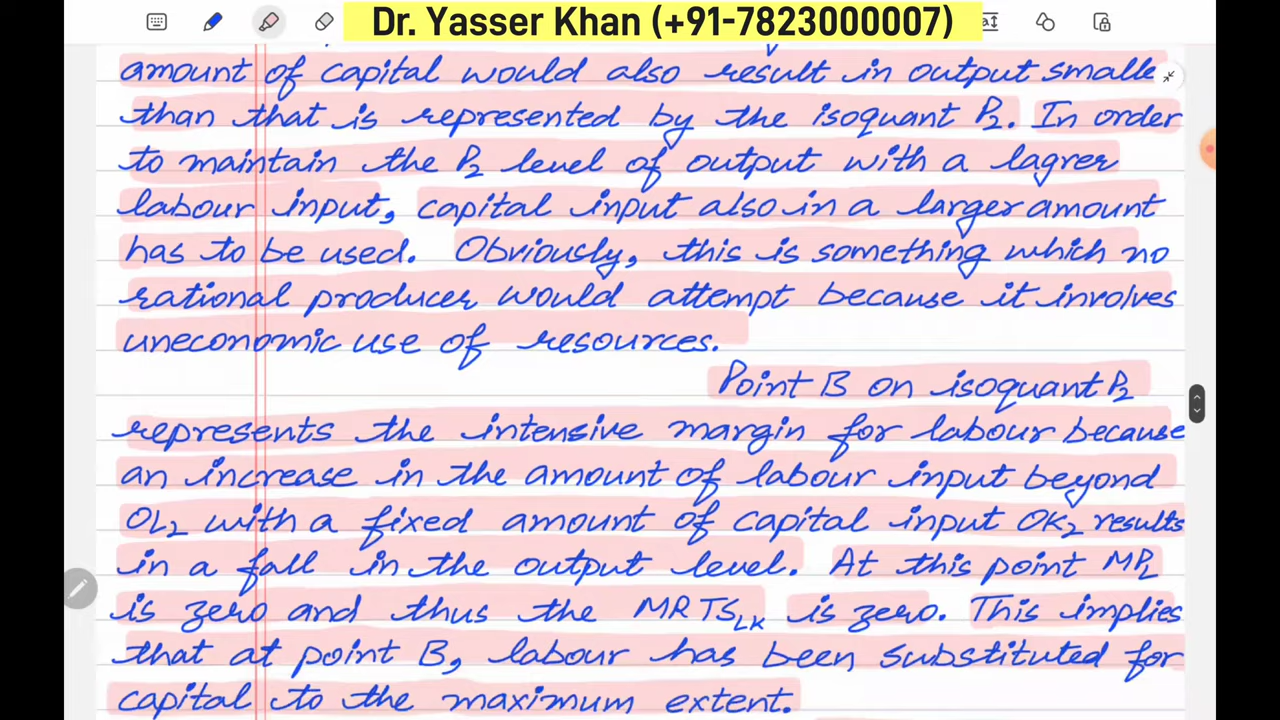 Dr. Yasser Khan (+91-7823000007)
amount of capital would also result in output smalle
than that is represented by the isoquant P2. In order
to maintain the P2 level of output with a lagrer
labour input, capital input also in a larger amount
has to be used. Obviously, this is something which no
rational producer would attempt because it involves
uneconomic use of resources.
Point B on isoquant P2
represents the intensive margin for labour because
an increase in the amount of labour input beyond
OL2 with a fixed amount of capital input OK2 results
in a fall in the output level. At this point MPL
is zero and thus the MRTSLK is zero. This implies
that at point B, labour has been substituted for
capital to the maximum extent.